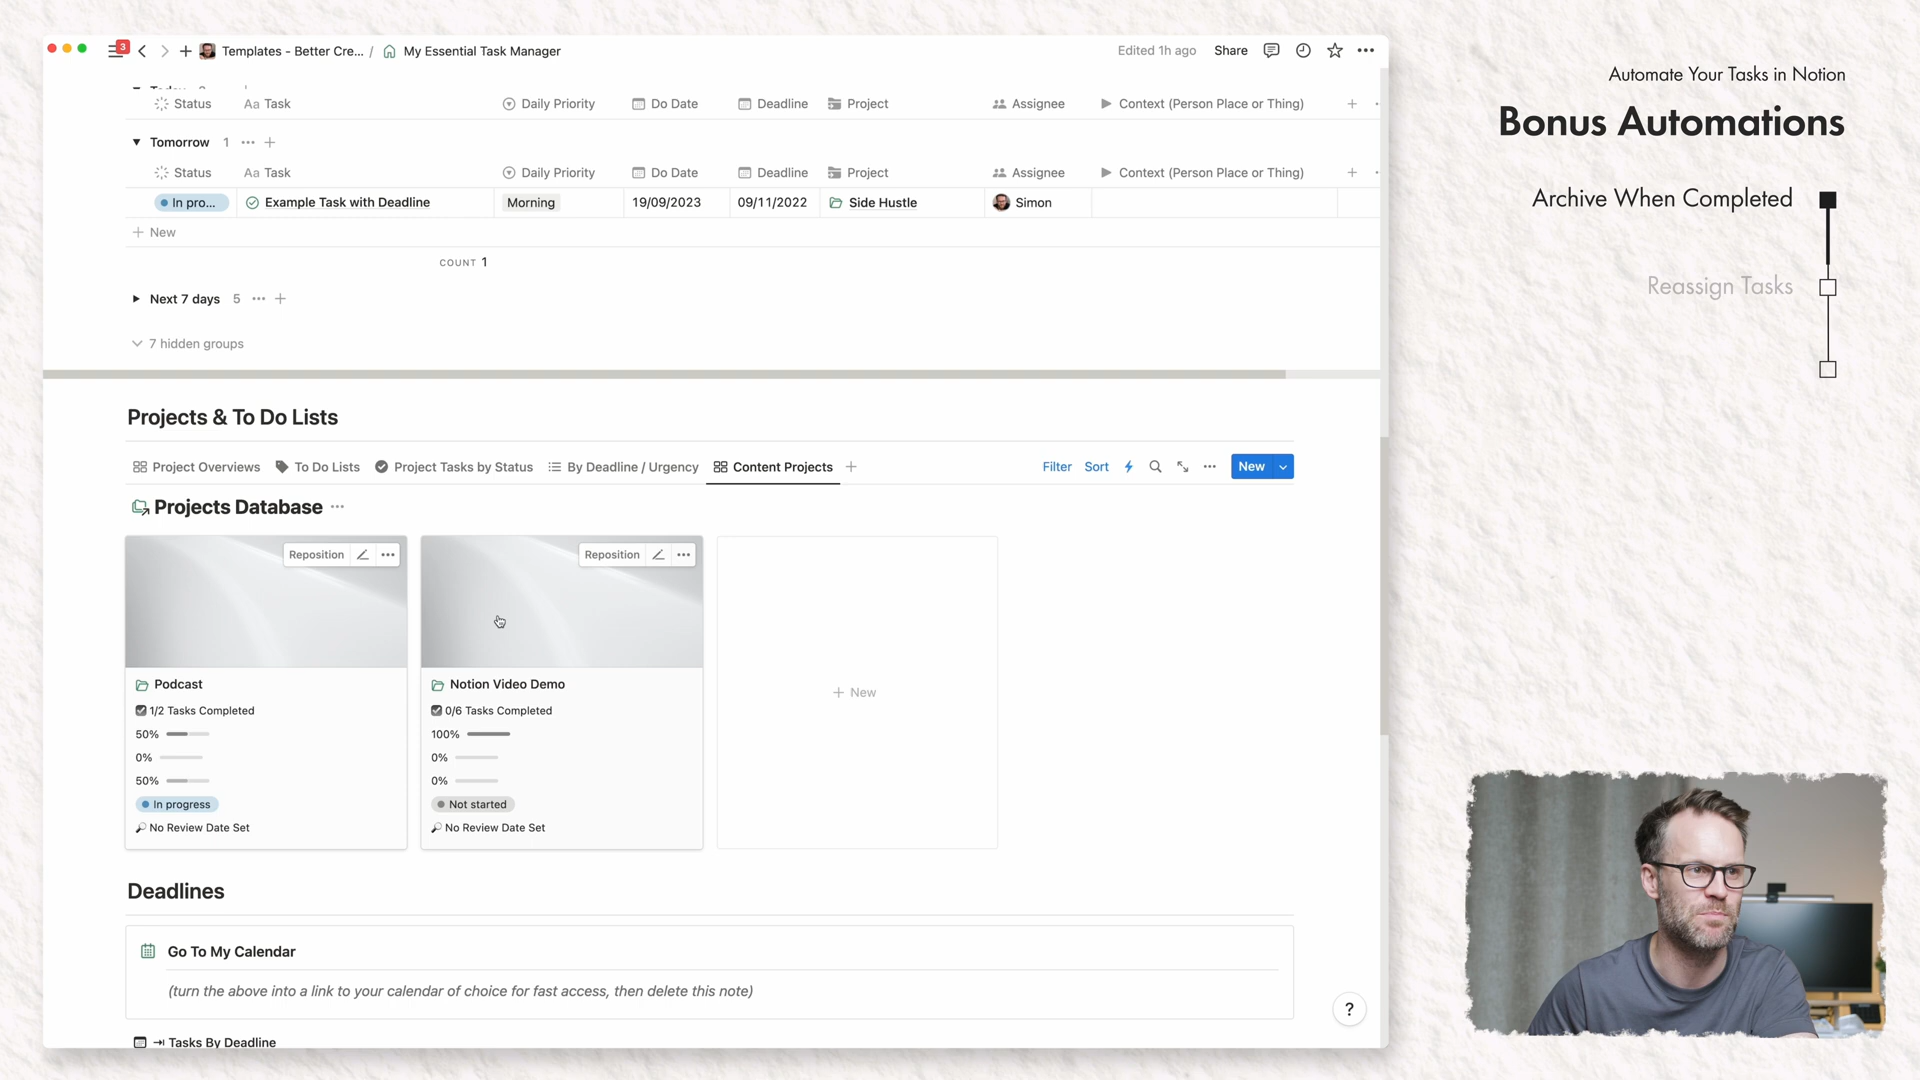 3
Templates - Better Cre... / My Essential Task Manager
Edited 1h ago Share
Status Aa Task Daily Priority Do Date Deadline Project Assignee Context (Person Place or Thing)
Tomorrow 1
Status Aa Task Daily Priority Do Date Deadline Project Assignee Context (Person Place or Thing)
In pro... Example Task with Deadline Morning 19/09/2023 09/11/2022 Side Hustle Simon
New
COUNT 1
Next 7 days 5
7 hidden groups
Projects & To Do Lists
Project Overviews To Do Lists Project Tasks by Status By Deadline / Urgency Content Projects
Filter Sort New
Projects Database
Reposition
Podcast
1/2 Tasks Completed
50%
0%
50%
In progress
No Review Date Set
Reposition
Notion Video Demo
0/6 Tasks Completed
100%
0%
0%
Not started
No Review Date Set
New
Deadlines
Go To My Calendar
(turn the above into a link to your calendar of choice for fast access, then delete this note)
Tasks By Deadline
?
Automate Your Tasks in Notion
Bonus Automations
Archive When Completed
Reassign Tasks